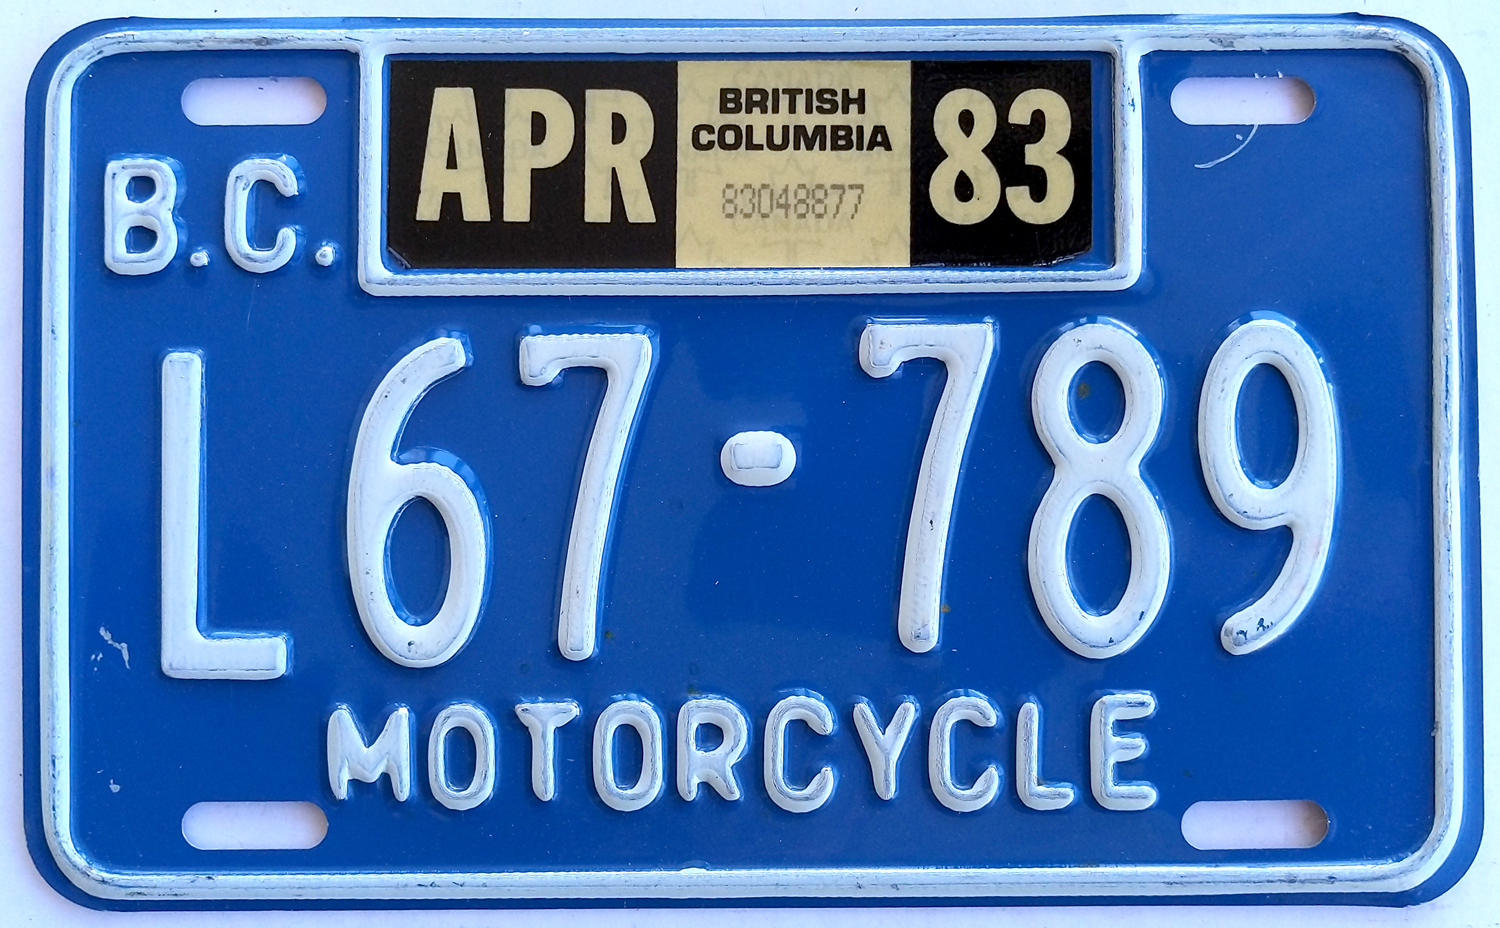 B.C.
APR
BRITISH
COLUMBIA
83048877
83
L67-789
MOTORCYCLE